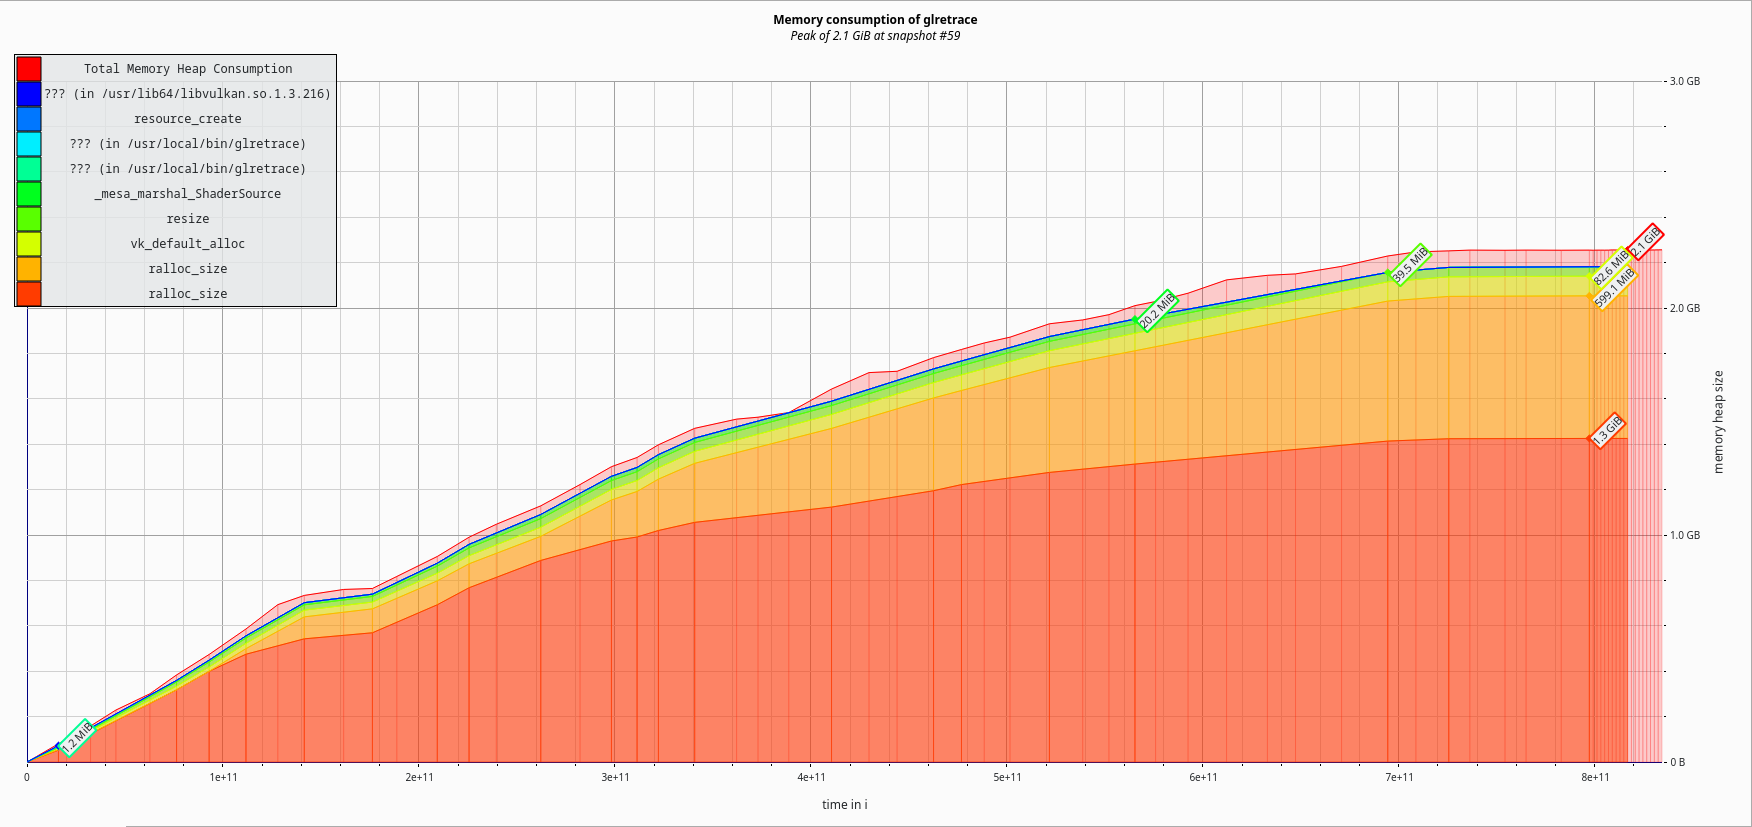 Memory consumption of glretrace
Peak of 2.1 GiB at snapshot #59
Total Memory Heap Consumption
??? (in /usr/lib64/libvulkan.so.1.3.216)
resource_create
??? (in /usr/local/bin/glretrace)
??? (in /usr/local/bin/glretrace)
_mesa_marshal_ShaderSource
resize
vk_default_alloc
ralloc_size
ralloc_size
3.0 GB
2.0 GB
1.0 GB
0 B
memory heap size
2.1 GiB
39.5 MiB
82.6 MiB
599.1 MiB
20.2 MiB
1.3 GiB
1.2 MiB
0
1e+11
2e+11
3e+11
4e+11
5e+11
6e+11
7e+11
8e+11
time in i